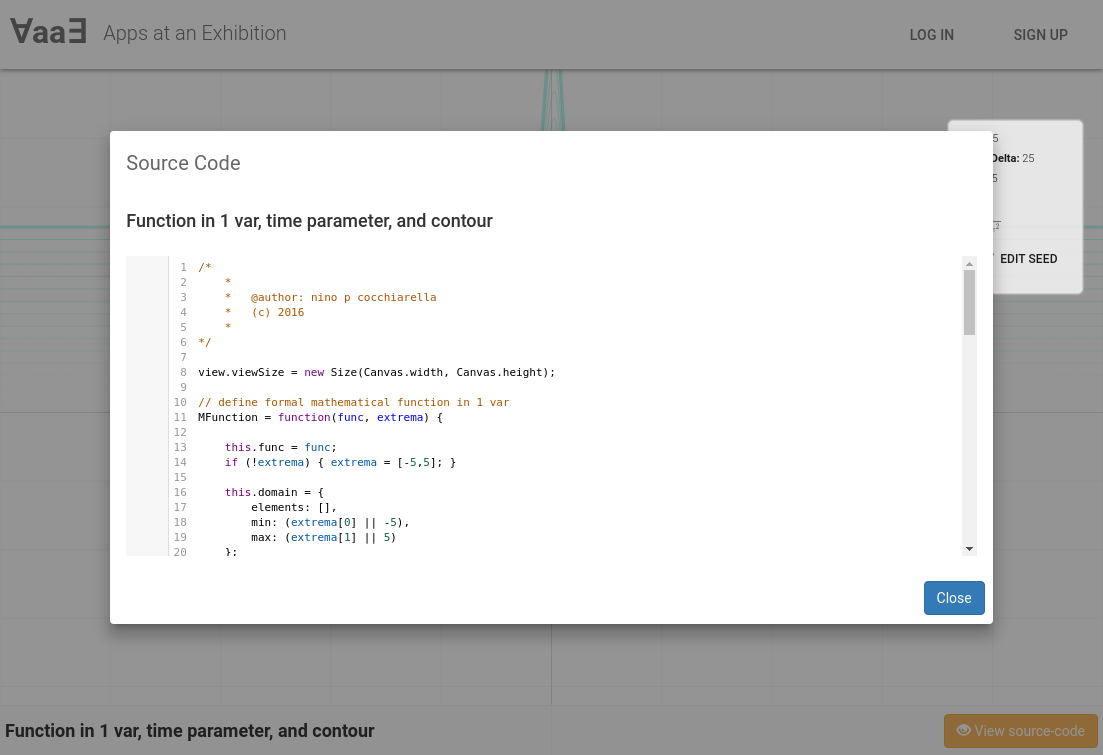 ∀aaƎ Apps at an Exhibition LOG IN SIGN UP
Source Code
5
Delta: 25
5
Function in 1 var, time parameter, and contour
EDIT SEED
1 /*
2 *
3 * @author: nino p cocchiarella
4 * (c) 2016
5 *
6 */
7
8 view.viewSize = new Size(Canvas.width, Canvas.height);
9
10 // define formal mathematical function in 1 var
11 MFunction = function(func, extrema) {
12
13 this.func = func;
14 if (!extrema) { extrema = [-5,5]; }
15
16 this.domain = {
17 elements: [],
18 min: (extrema[0] || -5),
19 max: (extrema[1] || 5)
20 };
Close
Function in 1 var, time parameter, and contour
View source-code